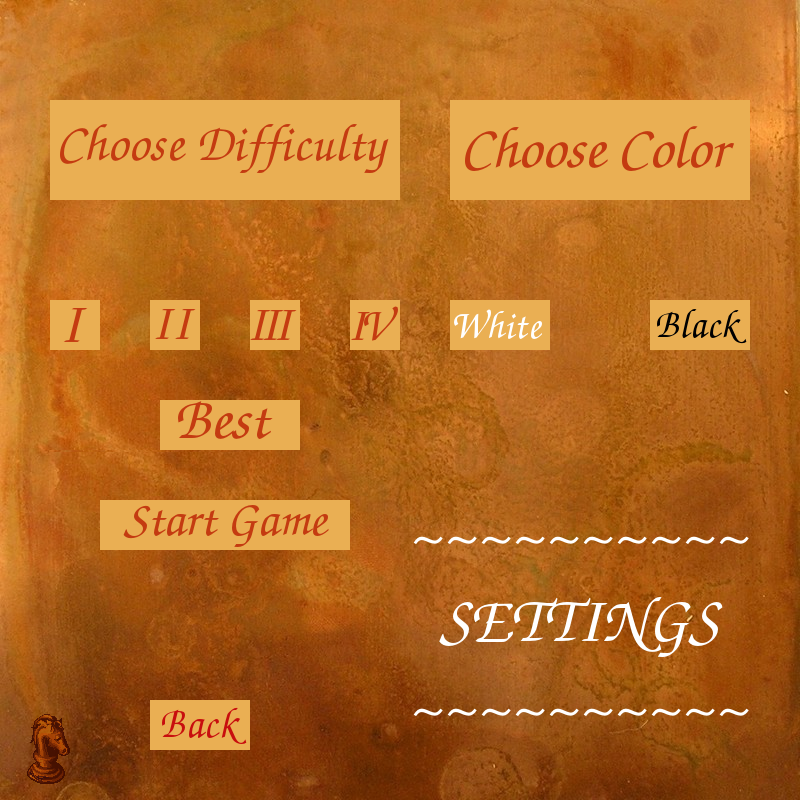 Choose Difficulty
Choose Color
I
II
III
IV
White
Black
Best
Start Game
~~~~~~~~~~
SETTINGS
~~~~~~~~~~
Back